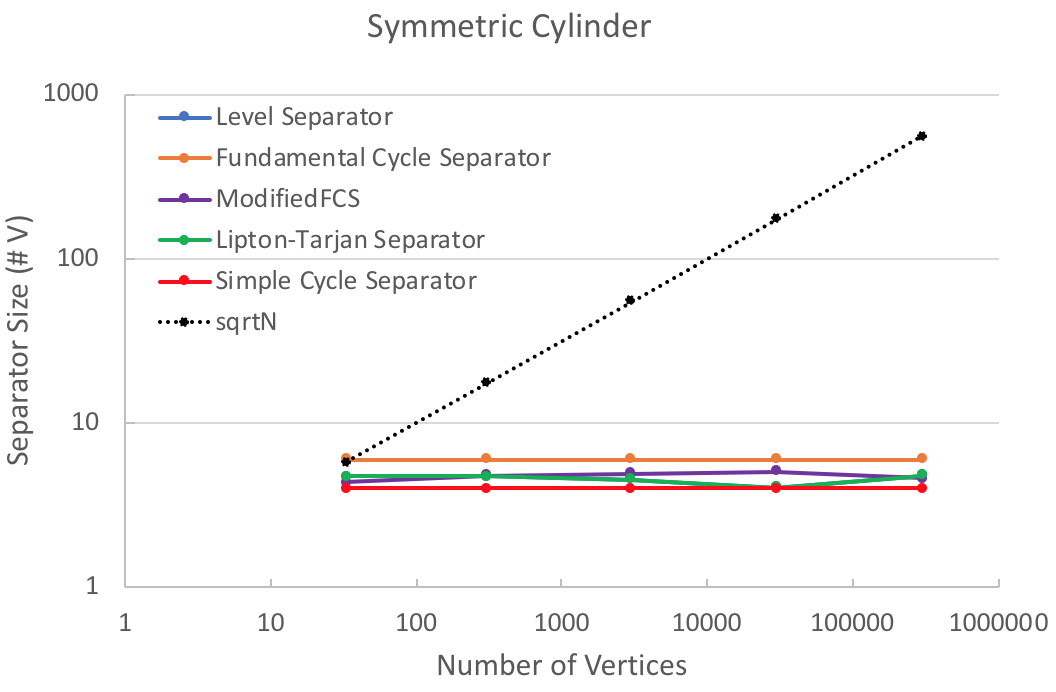 Symmetric Cylinder
1000
100
10
1
Separator Size (# V)
Level Separator
Fundamental Cycle Separator
ModifiedFCS
Lipton-Tarjan Separator
Simple Cycle Separator
sqrtN
1 10 100 1000 10000 100000 1000000
Number of Vertices